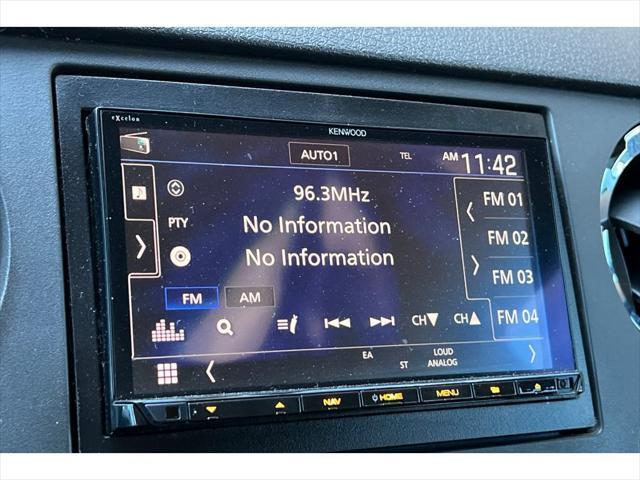 eXcelon
KENWOOD
AUTO1
TEL
AM 11:42
96.3MHz
FM 01
PTY
No Information
FM 02
No Information
FM 03
FM
AM
CH▼
CH▲
FM 04
EA
ST
LOUD
ANALOG
NAV
HOME
MENU